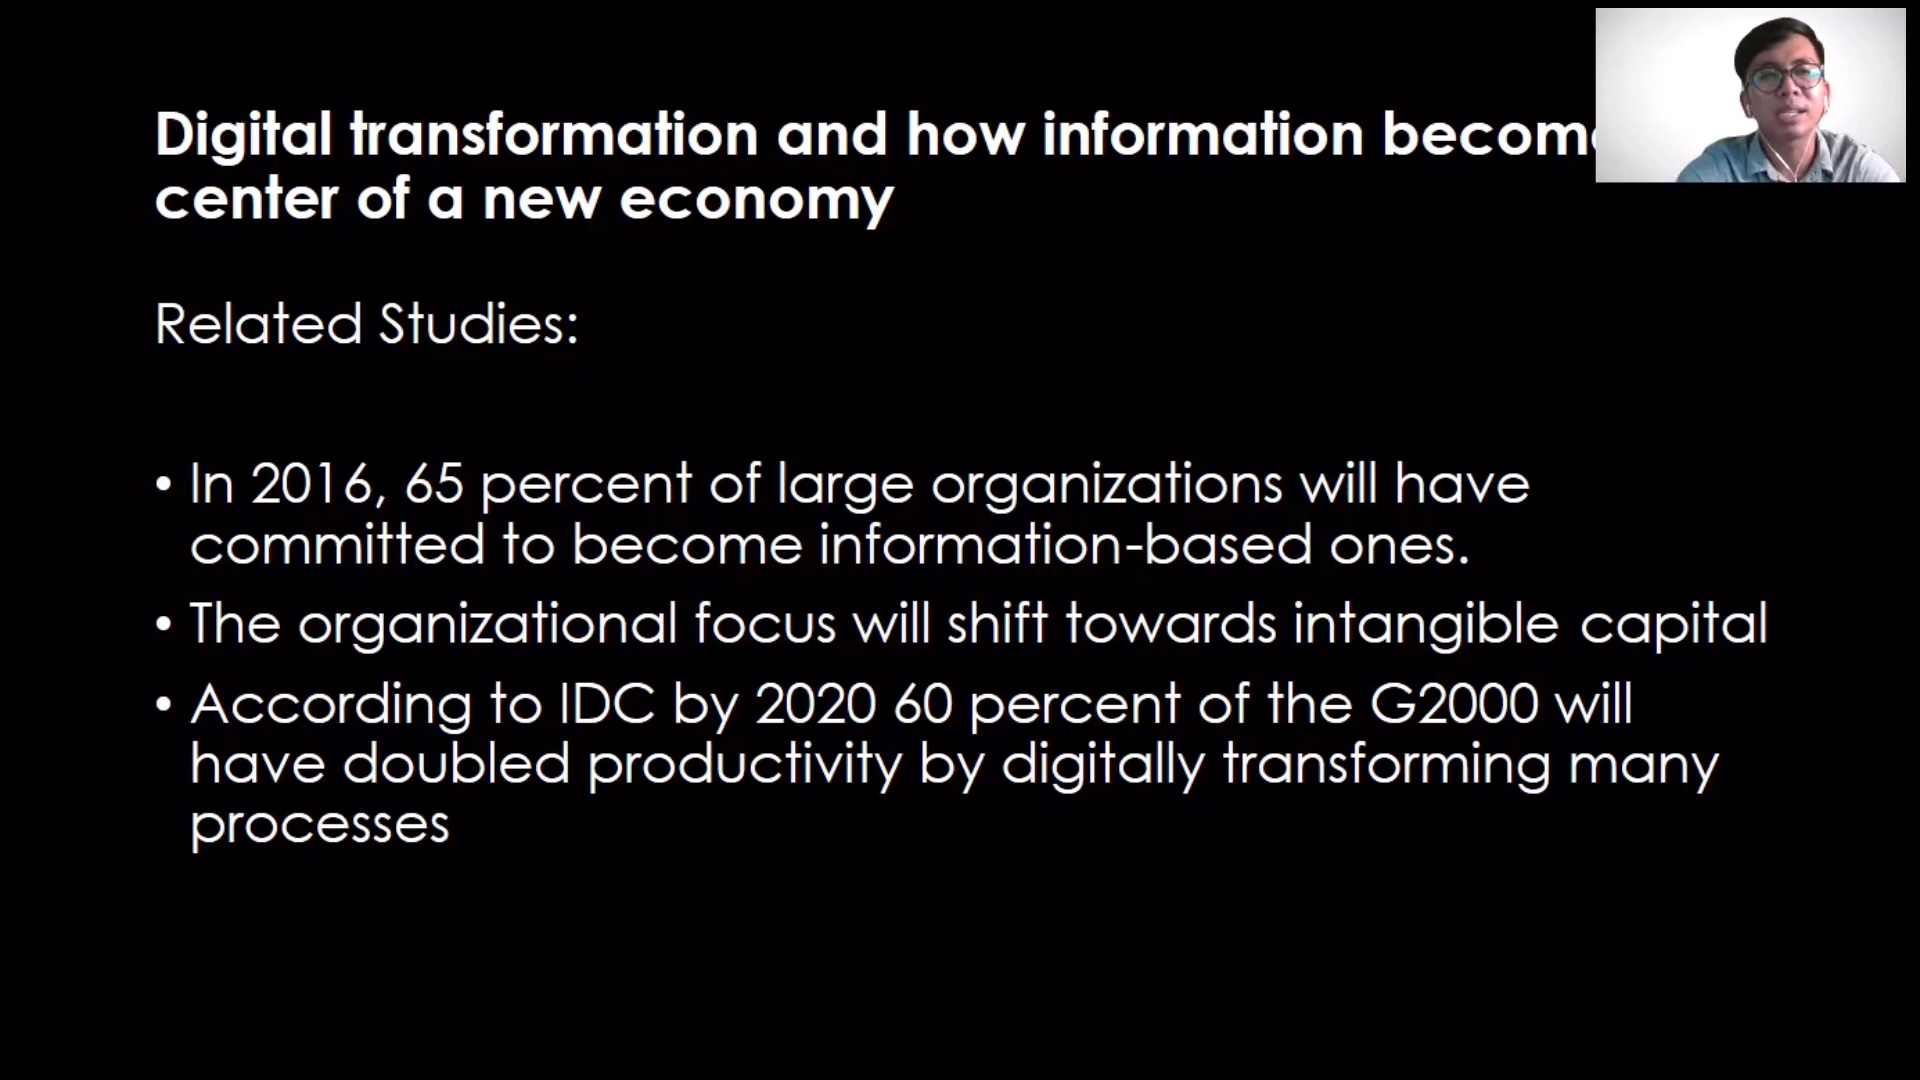 Digital transformation and how information
center of a new economy
Related Studies:
• In 2016, 65 percent of large organizations will have
committed to become information-based ones.
• The organizational focus will shift towards intangible capital
• According to IDC by 2020 60 percent of the G2000 will
have doubled productivity by digitally transforming many
processes